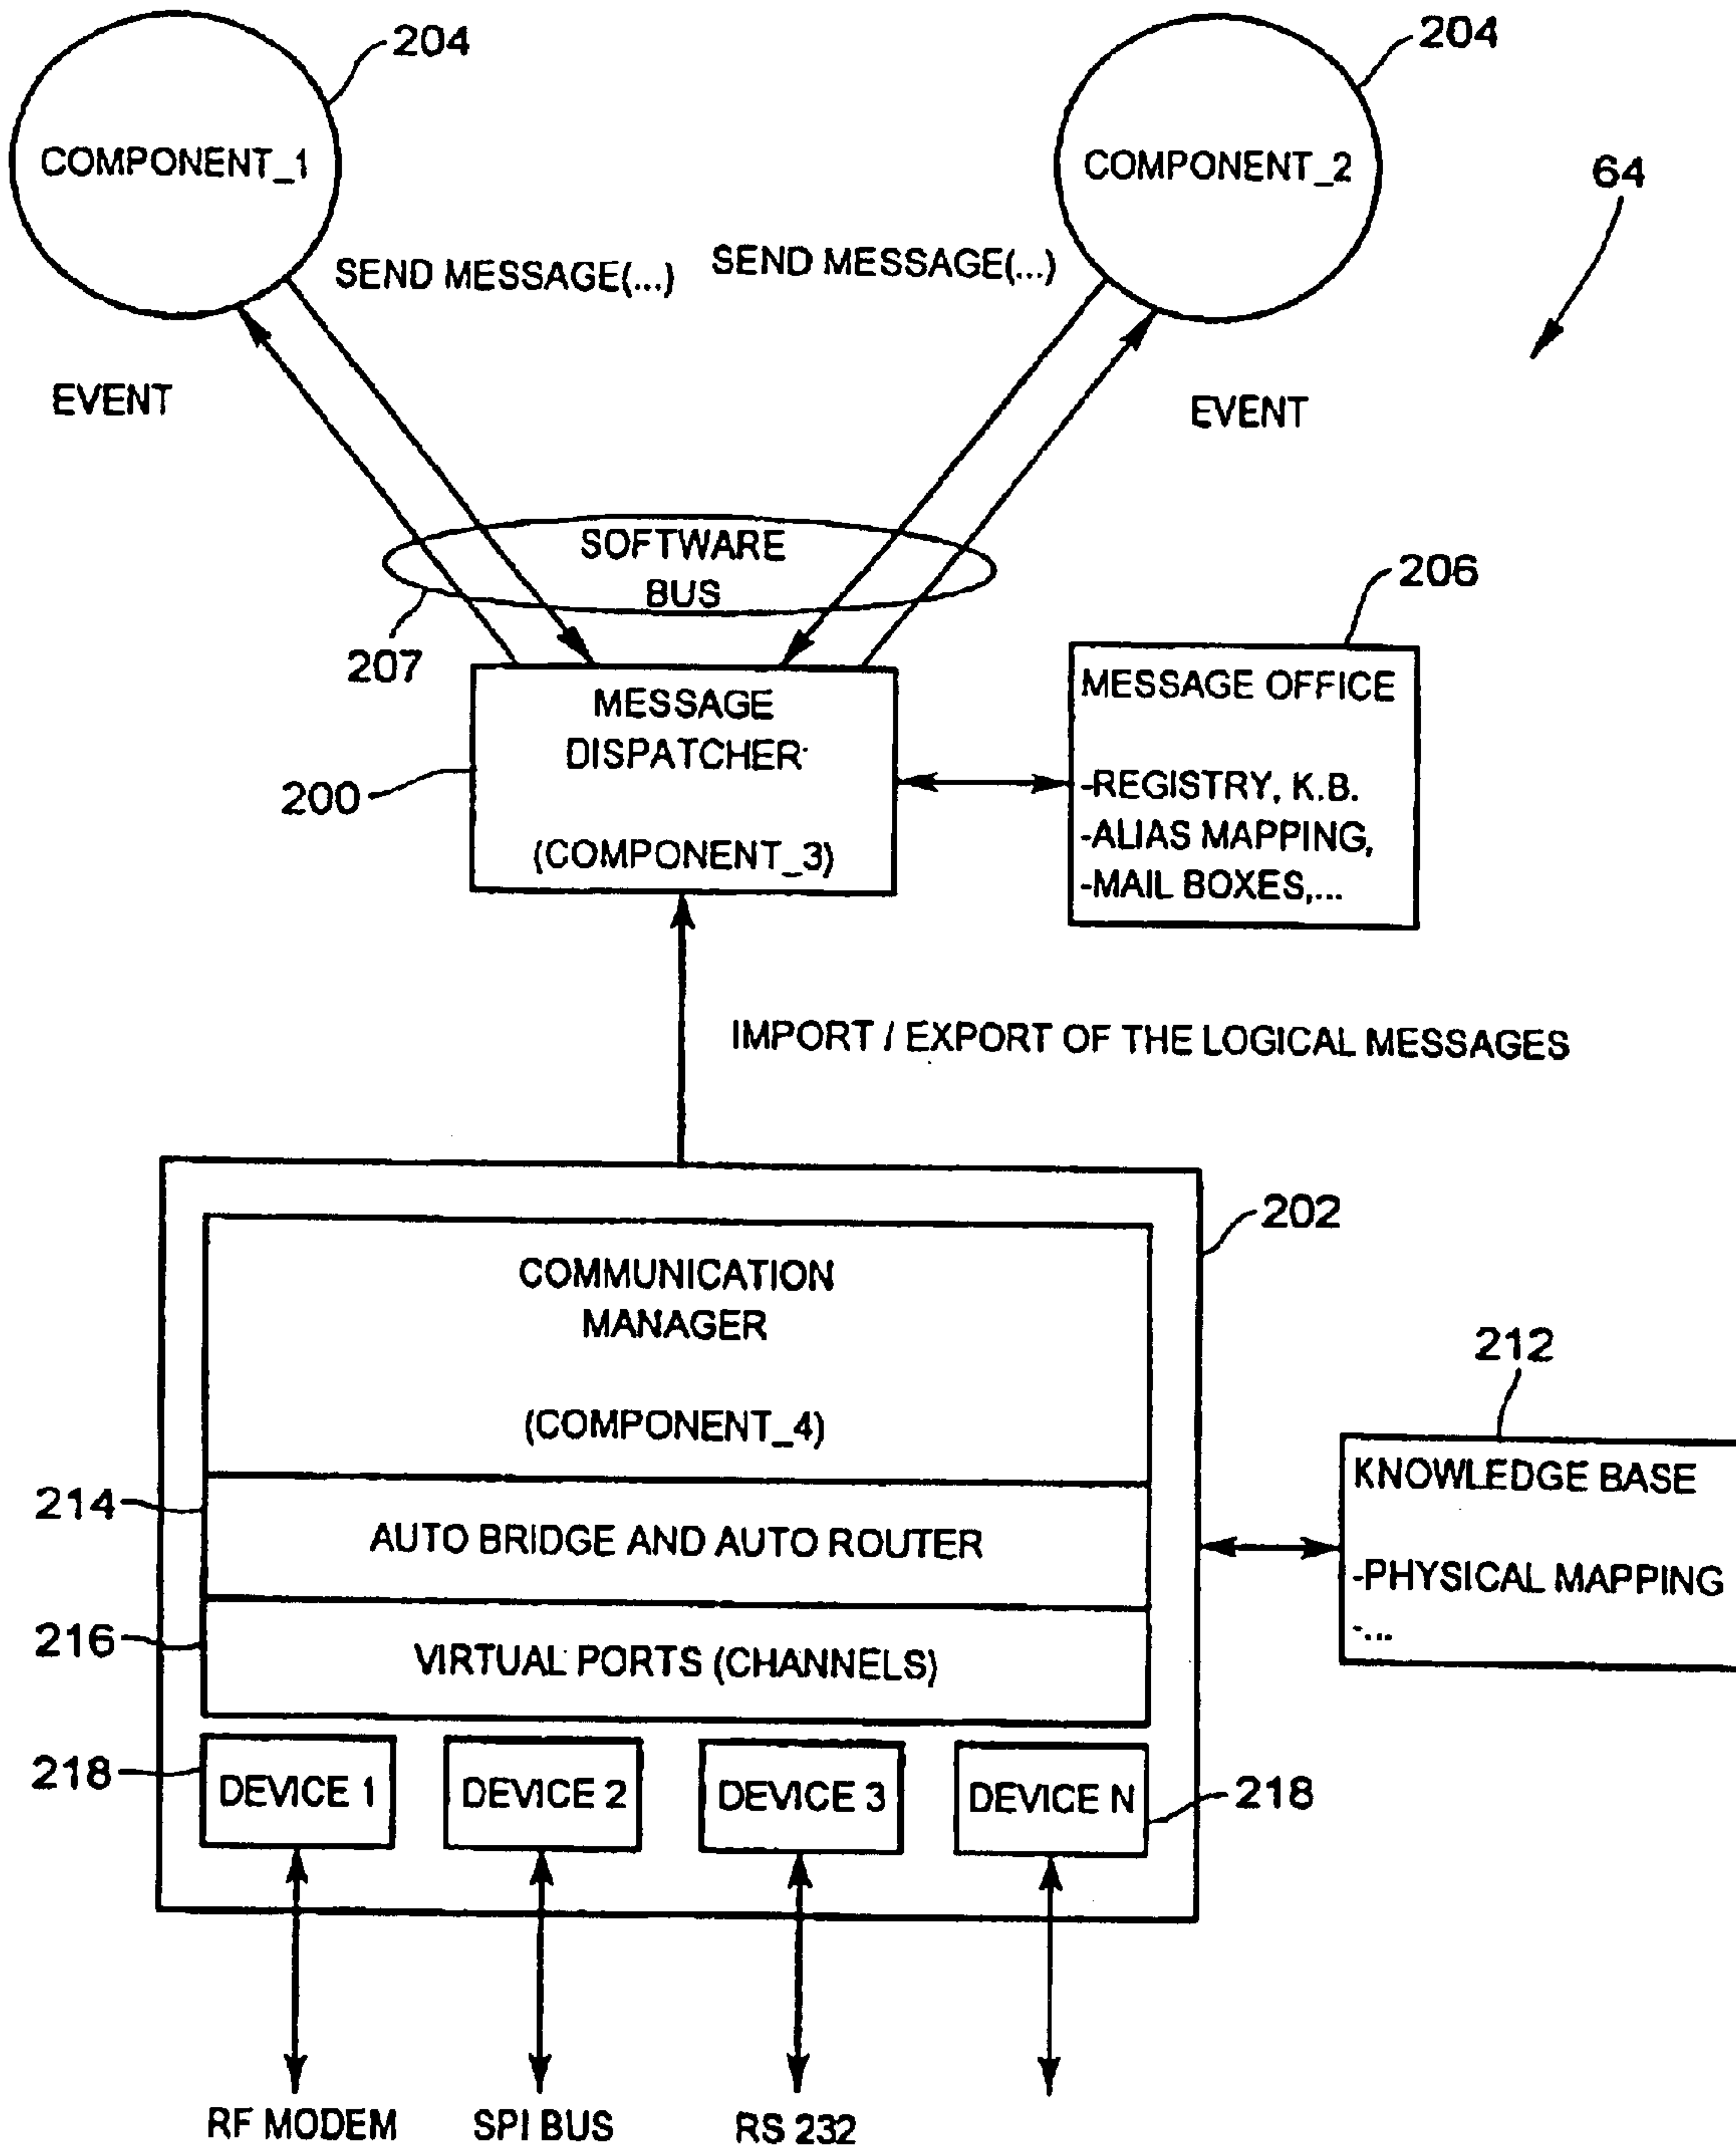 204
204
COMPONENT_1
COMPONENT_2
64
SEND MESSAGE(...)
SEND MESSAGE(...)
EVENT
EVENT
SOFTWARE
BUS
206
207
MESSAGE
DISPATCHER
(COMPONENT_3)
200
MESSAGE OFFICE
-REGISTRY, K.B.
-ALIAS MAPPING,
-MAIL BOXES,...
IMPORT / EXPORT OF THE LOGICAL MESSAGES
202
COMMUNICATION
MANAGER
(COMPONENT_4)
212
214
AUTO BRIDGE AND AUTO ROUTER
KNOWLEDGE BASE
-PHYSICAL MAPPING
-...
216
VIRTUAL PORTS (CHANNELS)
218
DEVICE 1
DEVICE 2
DEVICE 3
DEVICE N
218
RF MODEM
SPI BUS
RS 232